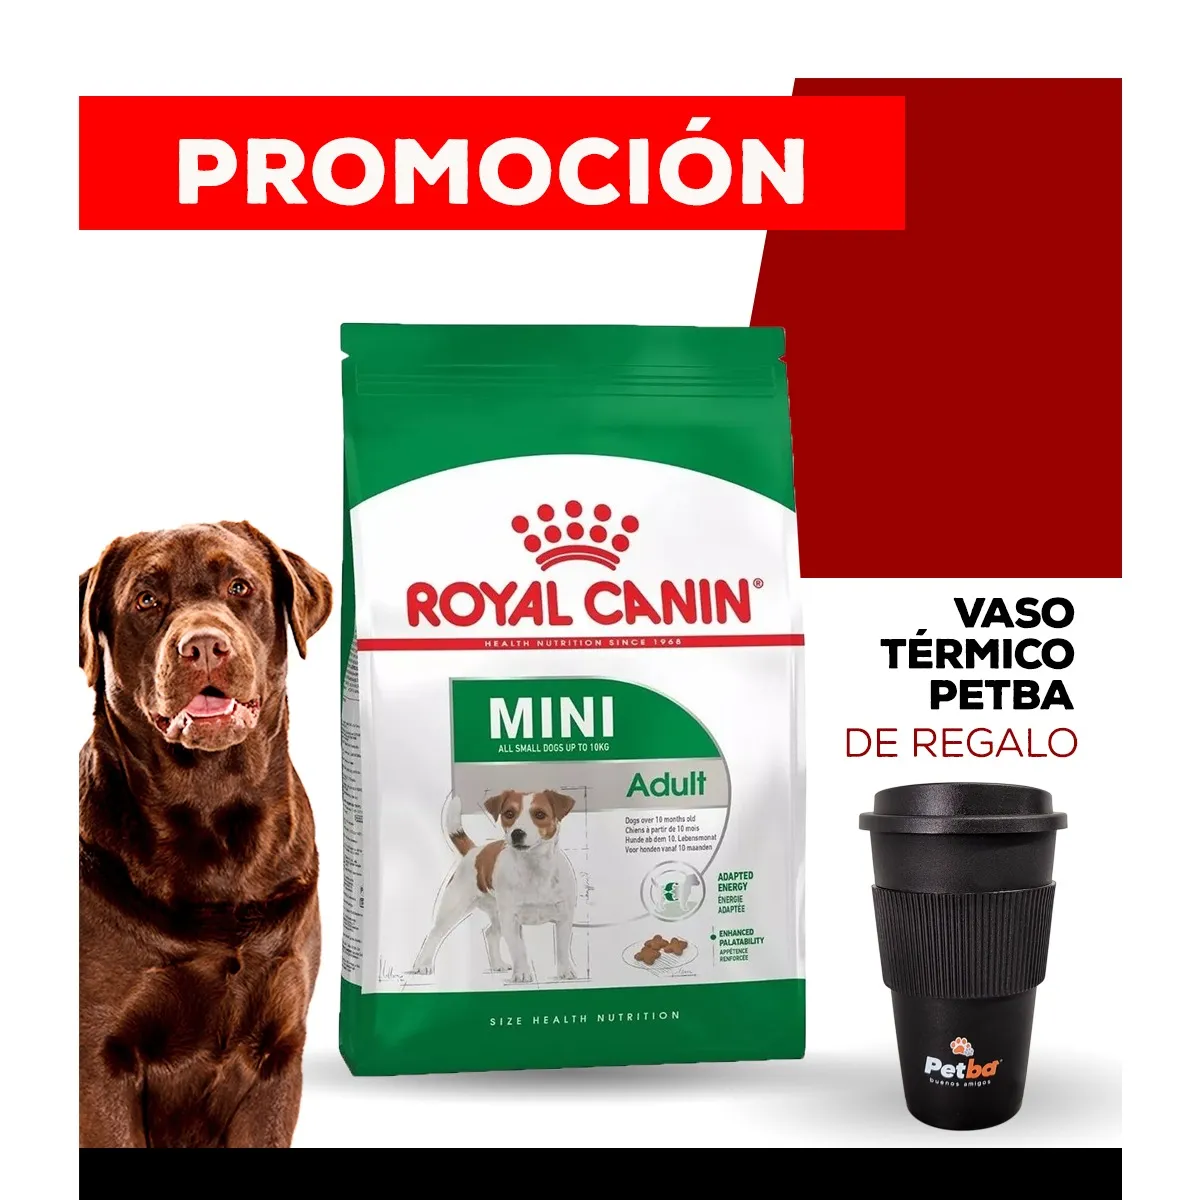 PROMOCIÓN
ROYAL CANIN®
HEALTH NUTRITION SINCE 1968
MINI
ALL SMALL DOGS UP TO 10KG
Adult
Dogs over 10 months old
Chiens à partir de 10 mois
Hunde ab dem 10. Lebensmonat
Voor honden vanaf 10 maanden
ADAPTED
ENERGY
ÉNERGIE
ADAPTÉE
ENHANCED
PALATABILITY
APPÉTENCE
RENFORCÉE
SIZE HEALTH NUTRITION
VASO
TÉRMICO
PETBA
DE REGALO
Petba
buenos amigos